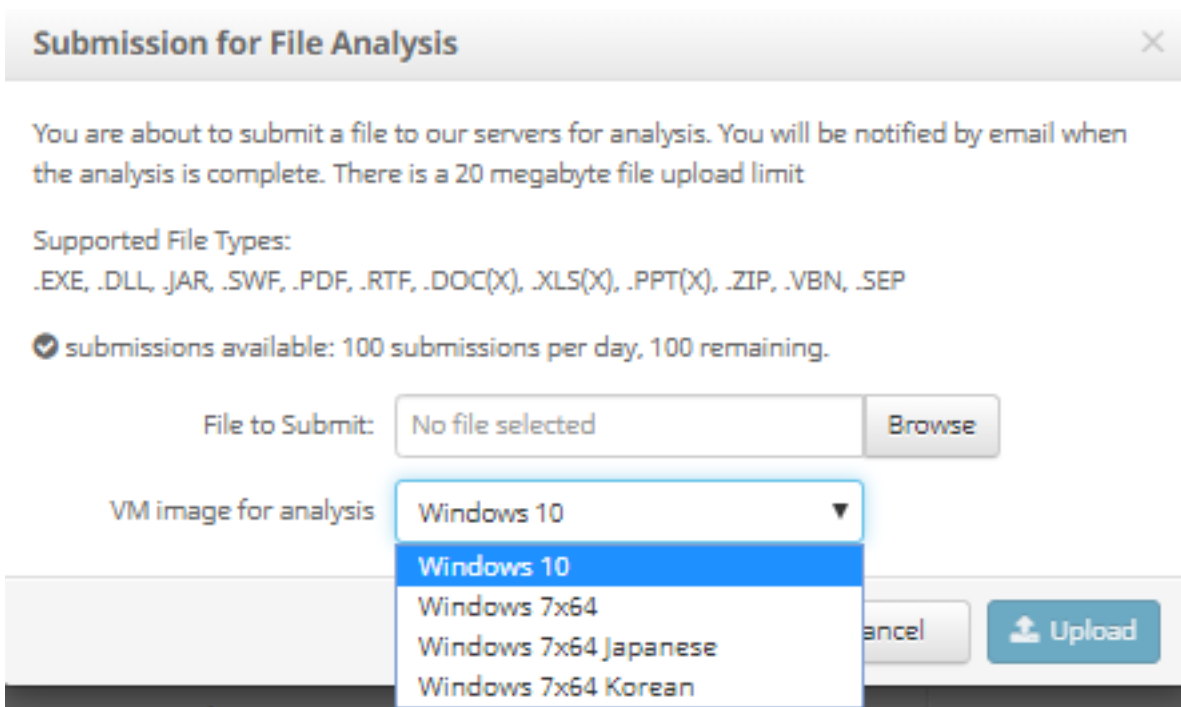 Submission for File Analysis
You are about to submit a file to our servers for analysis. You will be notified by email when
the analysis is complete. There is a 20 megabyte file upload limit
Supported File Types:
.EXE, .DLL, .JAR, .SWF, .PDF, .RTF, .DOC(X), .XLS(X), .PPT(X), .ZIP, .VBN, .SEP
submissions available: 100 submissions per day, 100 remaining.
File to Submit: No file selected Browse
VM image for analysis Windows 10
Windows 10
Windows 7x64
ancel Upload
Windows 7x64 Japanese
Windows 7x64 Korean